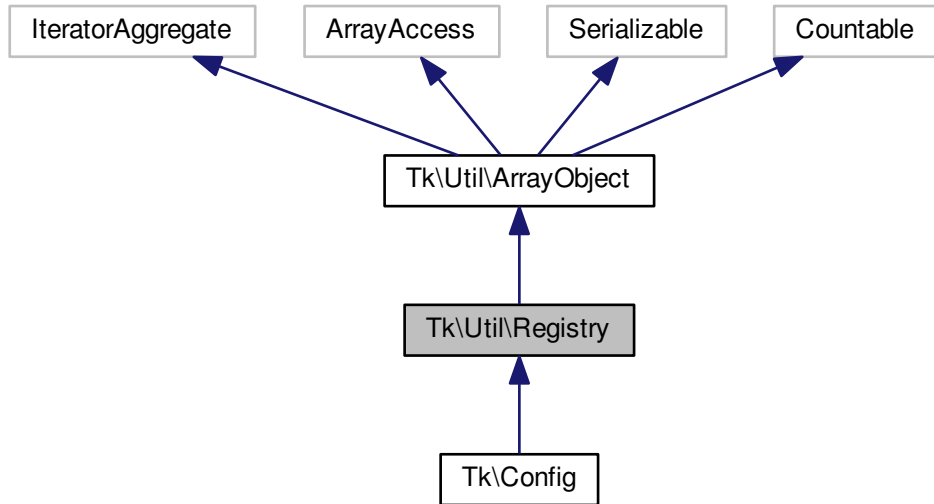 IteratorAggregate
ArrayAccess
Serializable
Countable
Tk\Util\ArrayObject
Tk\Util\Registry
Tk\Config